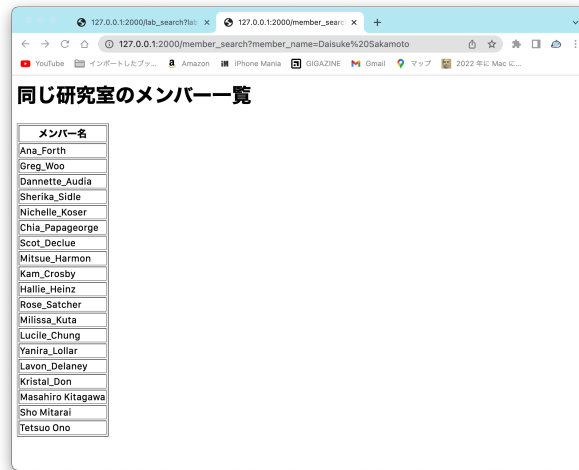 127.0.0.1:2000/lab_search?lab
127.0.0.1:2000/member_search
127.0.0.1:2000/member_search?member_name=Daisuke%20Sakamoto
YouTube インポートしたブッ... Amazon iPhone Mania GIGAZINE Gmail マップ 2022 年に Mac に...
同じ研究室のメンバー一覧
メンバー名
Ana_Forth
Greg_Woo
Dannette_Audia
Sherika_Sidle
Nichelle_Koser
Chia_Papageorge
Scot_Declue
Mitsue_Harmon
Kam_Crosby
Hallie_Heinz
Rose_Satcher
Milissa_Kuta
Lucile_Chung
Yanira_Lollar
Lavon_Delaney
Kristal_Don
Masahiro Kitagawa
Sho Mitarai
Tetsuo Ono